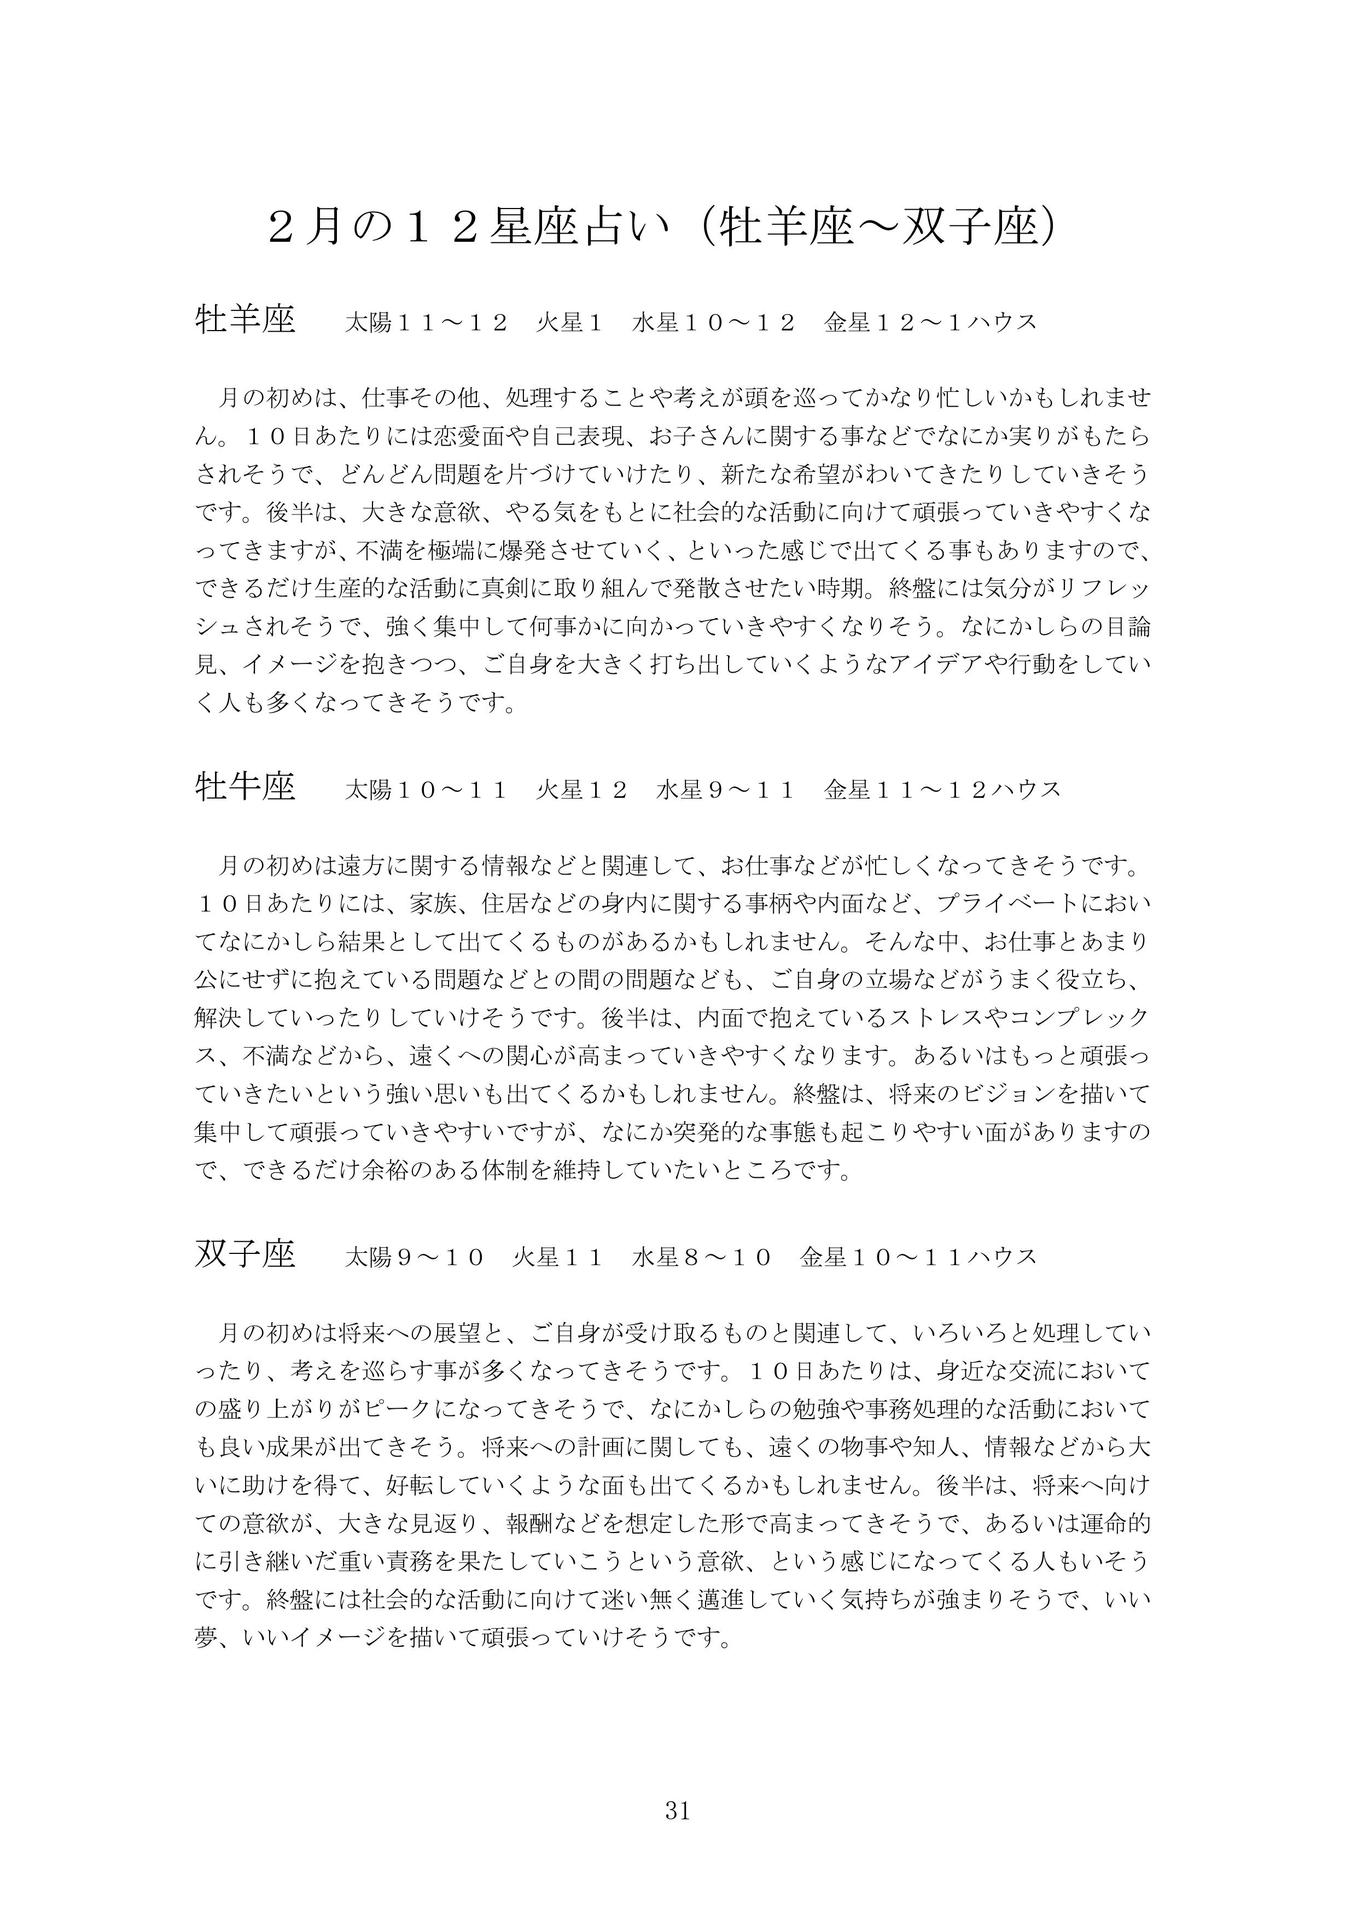 ２月の１２星座占い（牡羊座～双子座）
牡羊座　太陽１１～１２　火星１　水星１０～１２　金星１２～１ハウス
　月の初めは、仕事その他、処理することや考えが頭を巡ってかなり忙しいかもしれませ
ん。１０日あたりには恋愛面や自己表現、お子さんに関する事などでなにか実りがもたら
されそうで、どんどん問題を片づけていけたり、新たな希望がわいてきたりしていきそう
です。後半は、大きな意欲、やる気をもとに社会的な活動に向けて頑張っていきやすくな
ってきますが、不満を極端に爆発させていく、といった感じで出てくる事もありますので、
できるだけ生産的な活動に真剣に取り組んで発散させたい時期。終盤には気分がリフレッ
シュされそうで、強く集中して何事かに向かっていきやすくなりそう。なにかしらの目論
見、イメージを抱きつつ、ご自身を大きく打ち出していくようなアイデアや行動をしてい
く人も多くなってきそうです。
牡牛座　太陽１０～１１　火星１２　水星９～１１　金星１１～１２ハウス
　月の初めは遠方に関する情報などと関連して、お仕事などが忙しくなってきそうです。
１０日あたりには、家族、住居などの身内に関する事柄や内面など、プライベートにおい
てなにかしら結果として出てくるものがあるかもしれません。そんな中、お仕事とあまり
公にせずに抱えている問題などとの間の問題なども、ご自身の立場などがうまく役立ち、
解決していったりしていけそうです。後半は、内面で抱えているストレスやコンプレック
ス、不満などから、遠くへの関心が高まっていきやすくなります。あるいはもっと頑張っ
ていきたいという強い思いも出てくるかもしれません。終盤は、将来のビジョンを描いて
集中して頑張っていきやすいですが、なにか突発的な事態も起こりやすい面がありますの
で、できるだけ余裕のある体制を維持していたいところです。
双子座　太陽９～１０　火星１１　水星８～１０　金星１０～１１ハウス
　月の初めは将来への展望と、ご自身が受け取るものと関連して、いろいろと処理してい
ったり、考えを巡らす事が多くなってきそうです。１０日あたりは、身近な交流において
の盛り上がりがピークになってきそうで、なにかしらの勉強や事務処理的な活動において
も良い成果が出てきそう。将来への計画に関しても、遠くの物事や知人、情報などから大
いに助けを得て、好転していくような面も出てくるかもしれません。後半は、将来へ向け
ての意欲が、大きな見返り、報酬などを想定した形で高まってきそうで、あるいは運命的
に引き継いだ重い責務を果たしていこうという意欲、という感じになってくる人もいそう
です。終盤には社会的な活動に向けて迷い無く邁進していく気持ちが強まりそうで、いい
夢、いいイメージを描いて頑張っていけそうです。
31